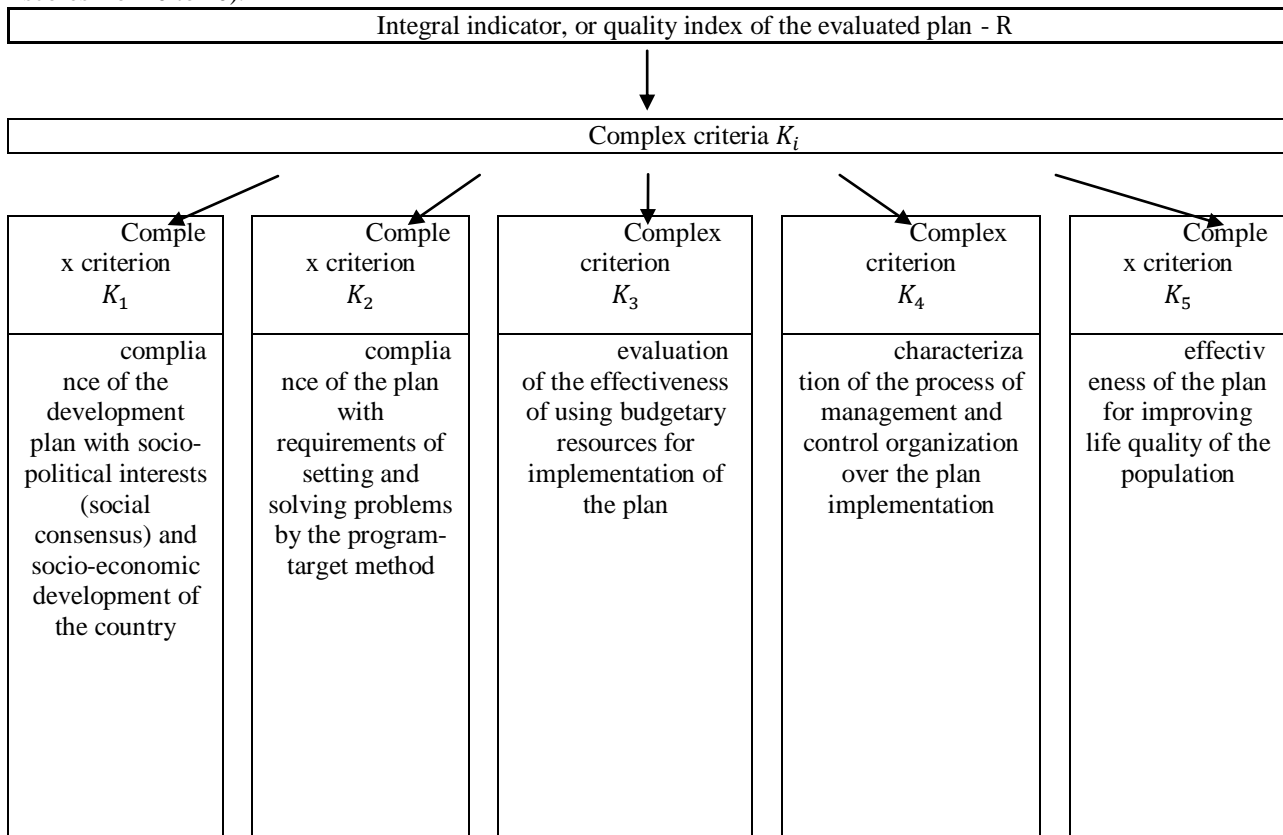 Integral indicator, or quality index of the evaluated plan - R
Complex criteria K_i
Comple
x criterion
K_1
Comple
x criterion
K_2
Complex
criterion
K_3
Complex
criterion
K_4
Comple
x criterion
K_5
complia
nce of the
development
plan with socio-
political interests
(social
consensus) and
socio-economic
development of
the country
complia
nce of the plan
with
requirements of
setting and
solving problems
by the program-
target method
evaluation
of the effectiveness
of using budgetary
resources for
implementation of
the plan
characteriza
tion of the process of
management and
control organization
over the plan
implementation
effectiv
eness of the plan
for improving
life quality of the
population